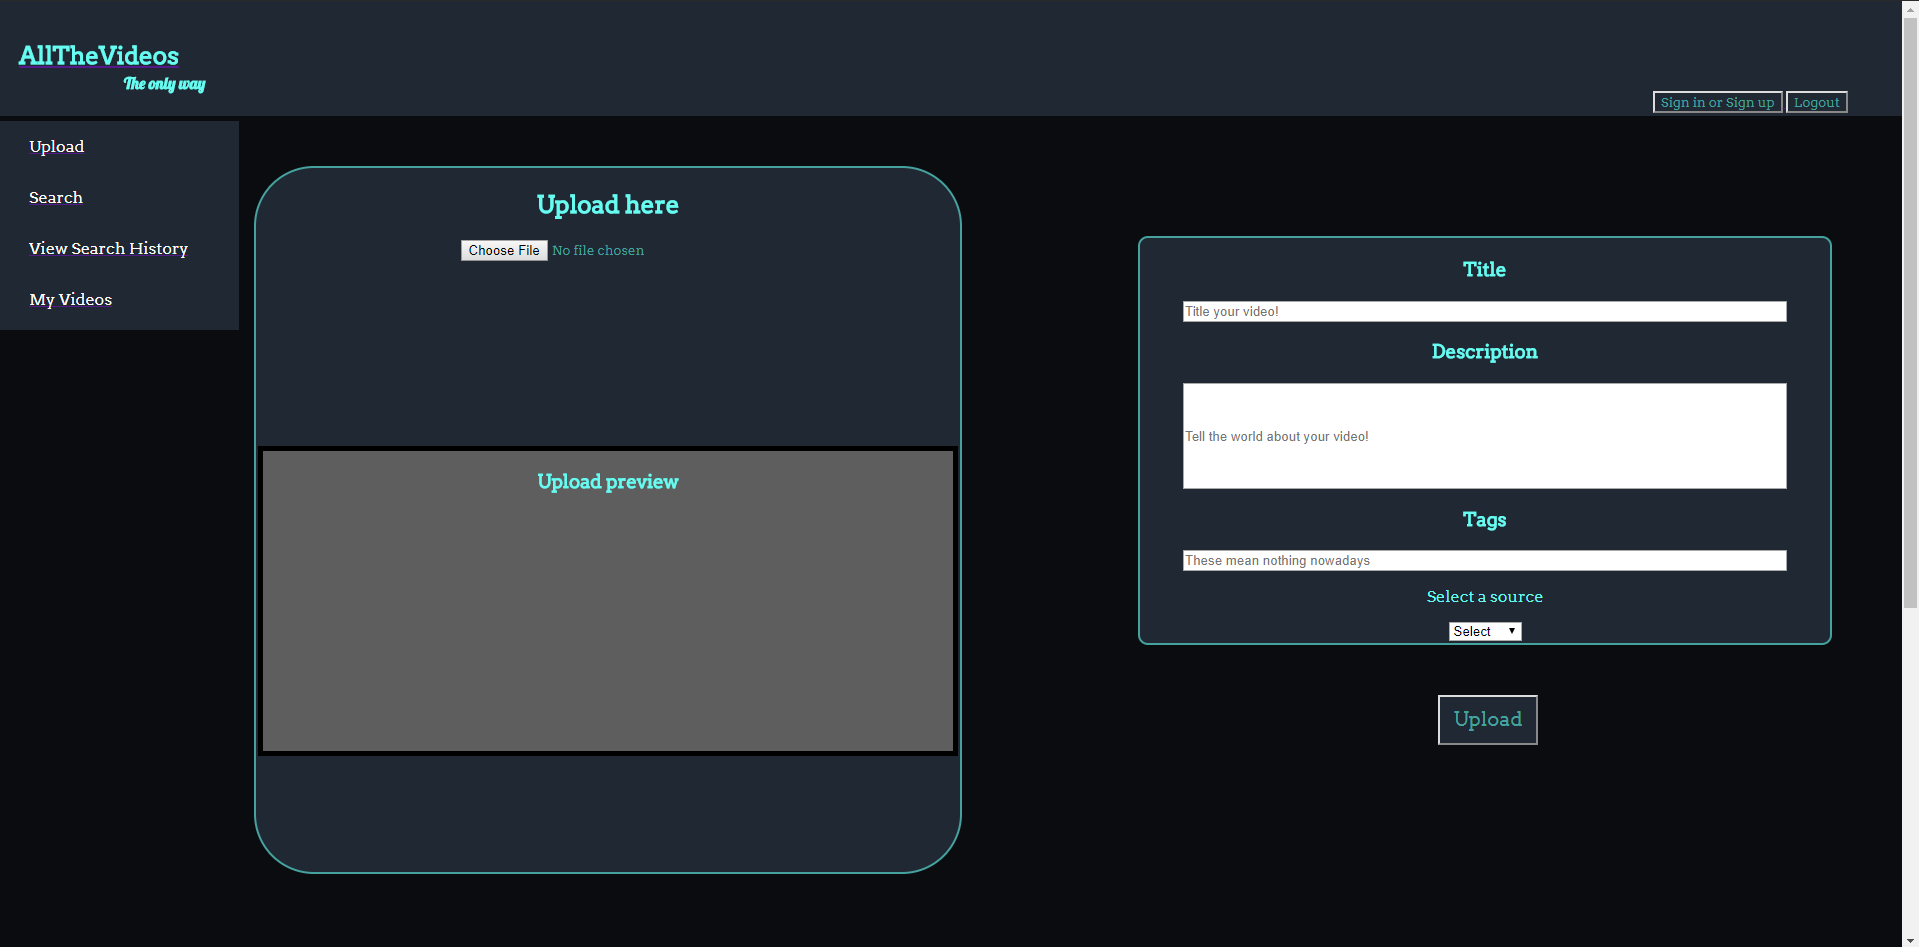 AllTheVideos
The only way
Sign in or Sign up Logout
Upload
Search
View Search History
My Videos
Upload here
Choose File No file chosen
Upload preview
Title
Title your video!
Description
Tell the world about your video!
Tags
These mean nothing nowadays
Select a source
Select
Upload